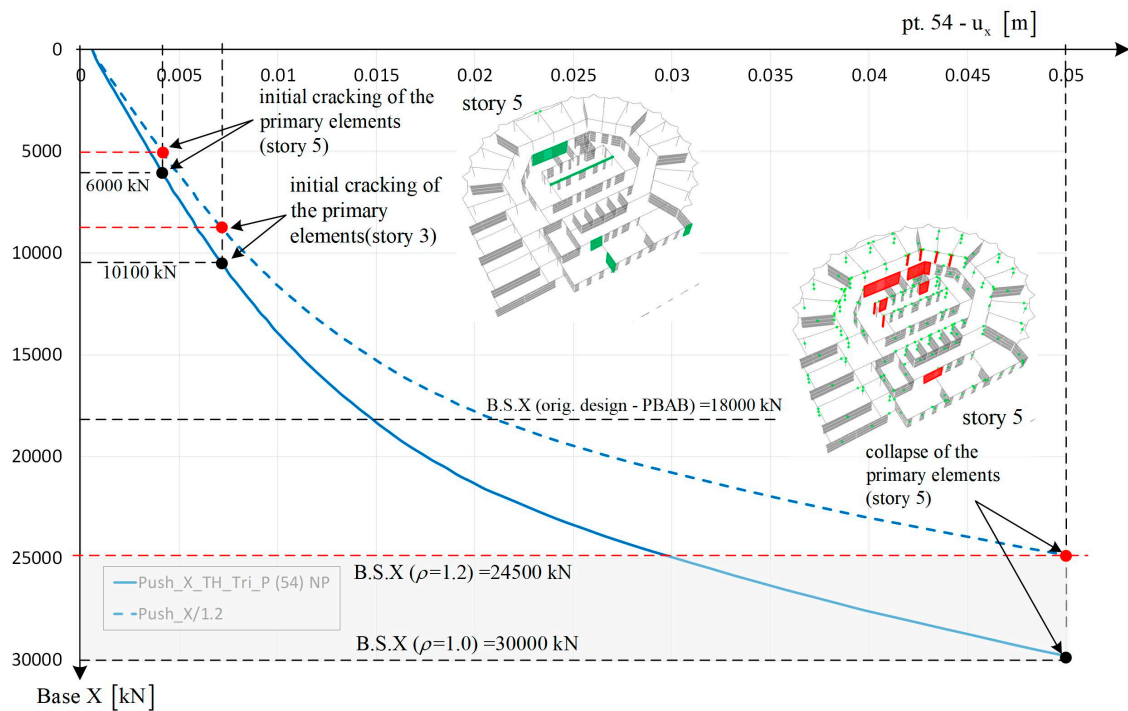 pt. 54 - uₓ [m]
0
0 0.005 0.01 0.015 0.02 0.025 0.03 0.035 0.04 0.045 0.05
initial cracking of the
primary elements
(story 5)
story 5
5000
6000 kN
initial cracking of
the primary
elements(story 3)
10000
10100 kN
15000
B.S.X (orig. design - PBAB) =18000 kN
story 5
20000
collapse of the
primary elements
(story 5)
25000
B.S.X (ρ=1.2) =24500 kN
Push_X_TH_Tri_P (54) NP
Push_X/1.2
B.S.X (ρ=1.0) =30000 kN
30000
Base X [kN]